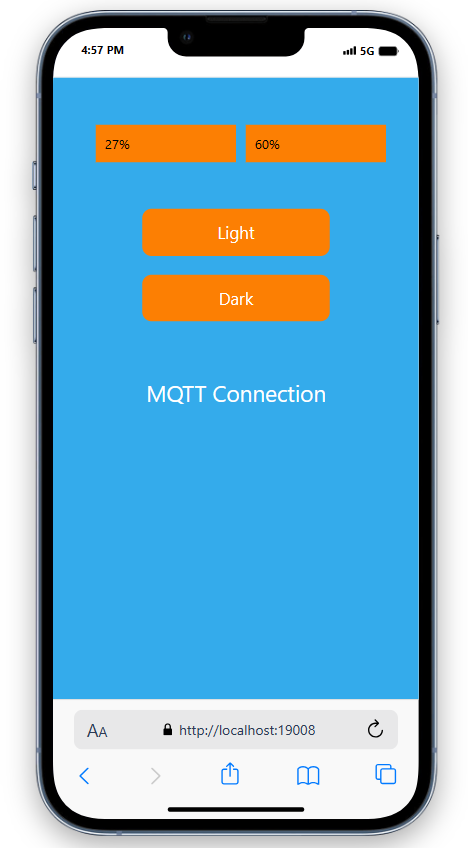 4:57 PM 5G
27% 60%
Light
Dark
MQTT Connection
AA http://localhost:19008